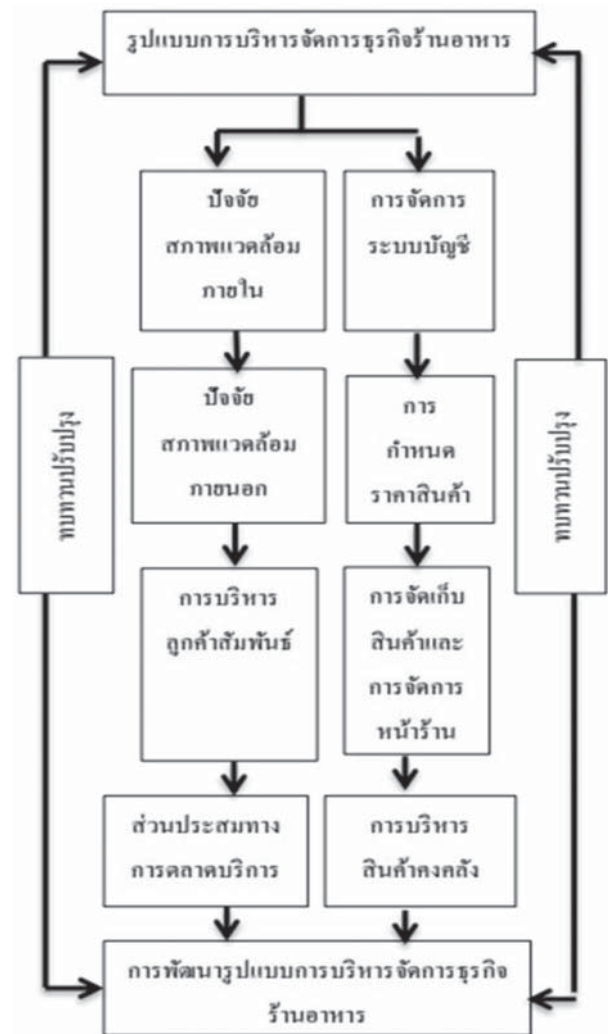 รูปแบบการบริหารจัดการธุรกิจร้านอาหาร
ปัจจัย
สภาพแวดล้อม
ภายใน
การจัดการ
ระบบบัญชี
ทบทวนปรับปรุง
ปัจจัย
สภาพแวดล้อม
ภายนอก
การ
กำหนด
ราคาสินค้า
ทบทวนปรับปรุง
การบริหาร
ลูกค้าสัมพันธ์
การจัดเก็บ
สินค้าและ
การจัดการ
หน้าร้าน
ส่วนประสมทาง
การตลาดบริการ
การบริหาร
สินค้าคงคลัง
การพัฒนารูปแบบการบริหารจัดการธุรกิจ
ร้านอาหาร